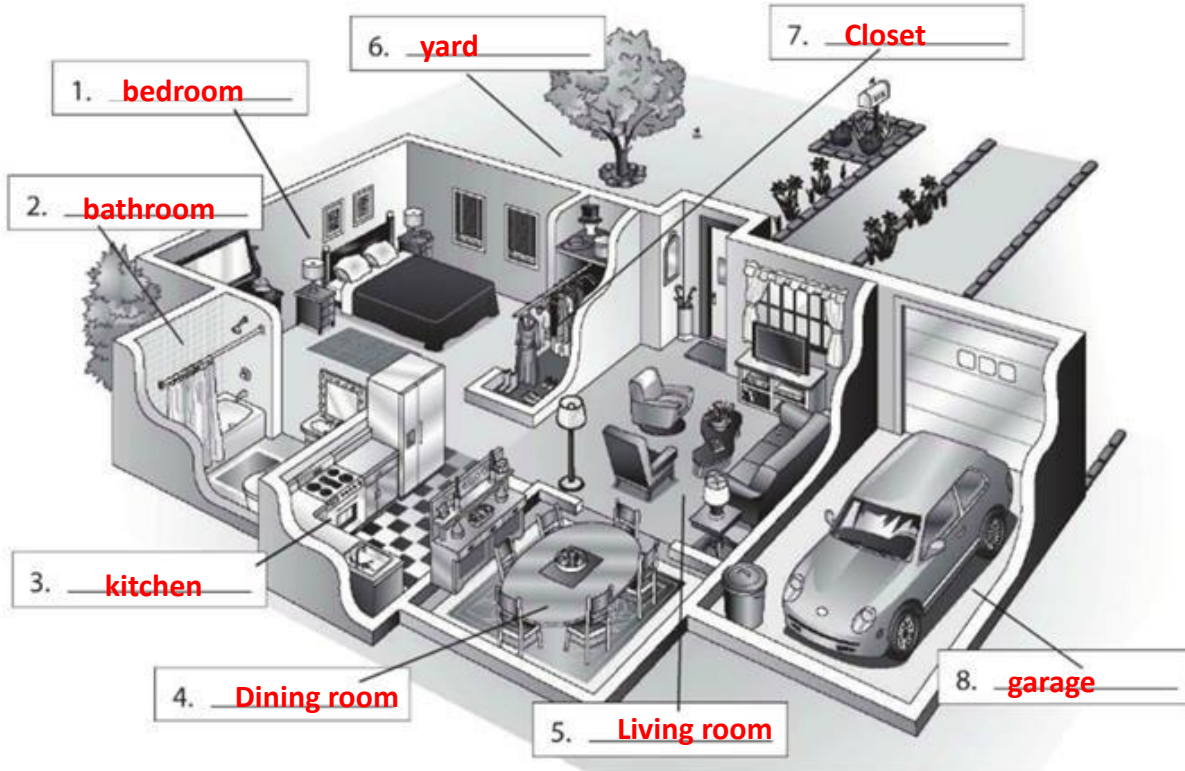 1. bedroom
2. bathroom
3. kitchen
4. Dining room
5. Living room
6. yard
7. Closet
8. garage